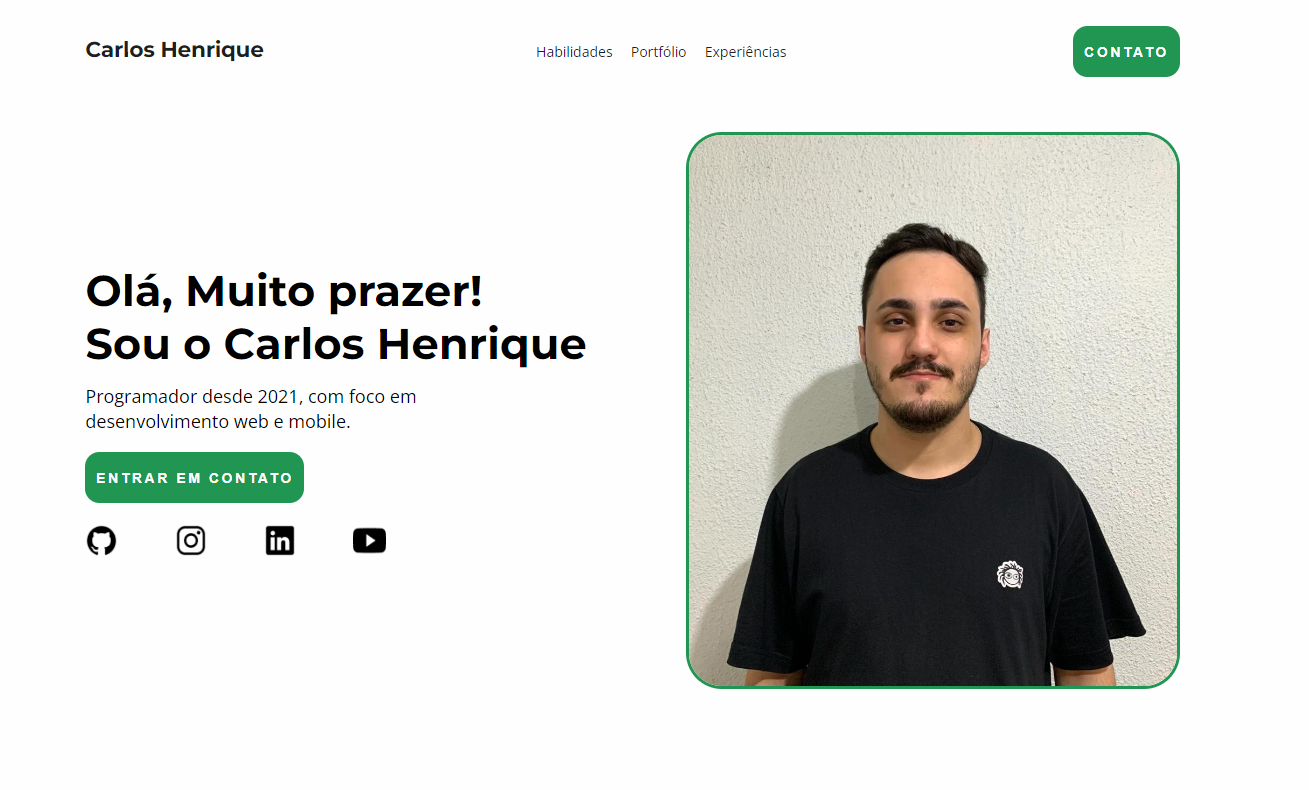 Carlos Henrique
Habilidades Portfólio Experiências
CONTATO
Olá, Muito prazer!
Sou o Carlos Henrique
Programador desde 2021, com foco em
desenvolvimento web e mobile.
ENTRAR EM CONTATO
in